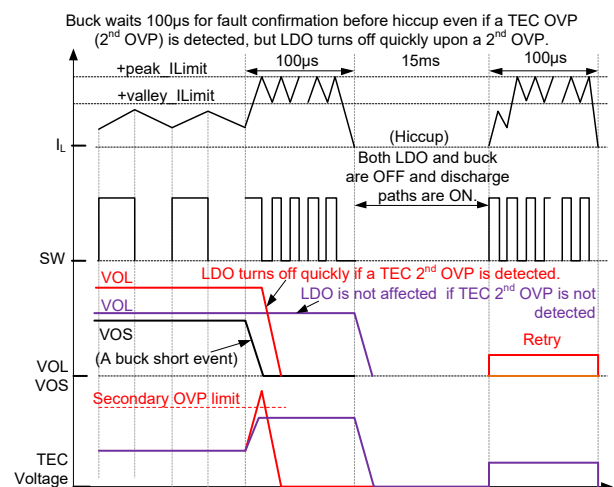 Buck waits 100µs for fault confirmation before hiccup even if a TEC OVP
(2nd OVP) is detected, but LDO turns off quickly upon a 2nd OVP.
100µs
15ms
100µs
+peak_ILimit
+valley_ILimit
IL
(Hiccup)
Both LDO and buck
are OFF and discharge
paths are ON.
SW
VOL
LDO turns off quickly if a TEC 2nd OVP is detected.
VOL
LDO is not affected if TEC 2nd OVP is not
detected
VOS
(A buck short event)
Retry
VOL
VOS
Secondary OVP limit
TEC
Voltage